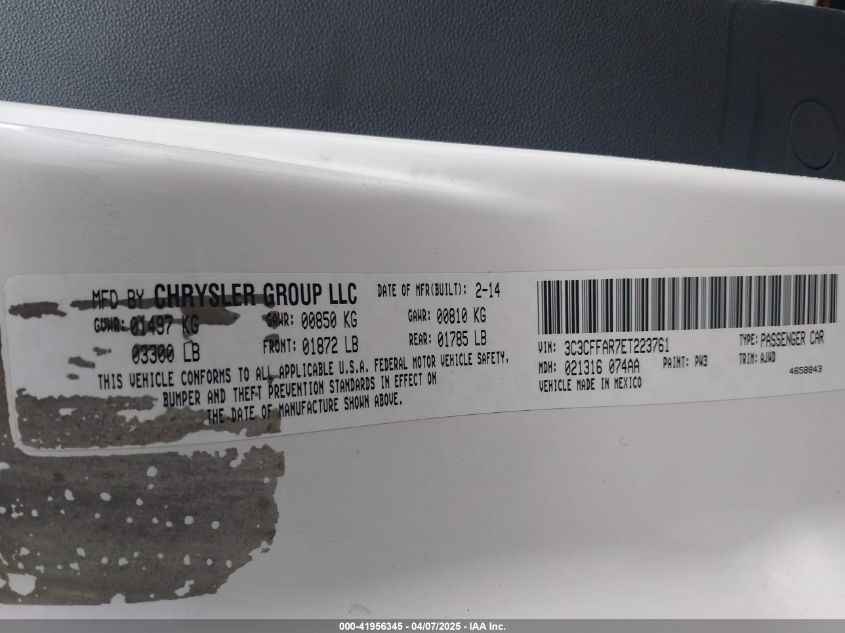 MFD BY CHRYSLER GROUP LLC DATE OF MFR(BUILT): 2-14
GVWR: 01497 KG GAWR: 00850 KG GAWR: 00810 KG
03300 LB FRONT: 01872 LB REAR: 01785 LB
THIS VEHICLE CONFORMS TO ALL APPLICABLE U.S.A. FEDERAL MOTOR VEHICLE SAFETY,
BUMPER AND THEFT PREVENTION STANDARDS IN EFFECT ON
THE DATE OF MANUFACTURE SHOWN ABOVE.
VIN: 3C3CFFAR7ET223761 TYPE: PASSENGER CAR
MDH: 021316 074AA PAINT: PW3 TRIM: AJWD
VEHICLE MADE IN MEXICO 4658843
000-41956345 - 04/07/2025 - IAA Inc.